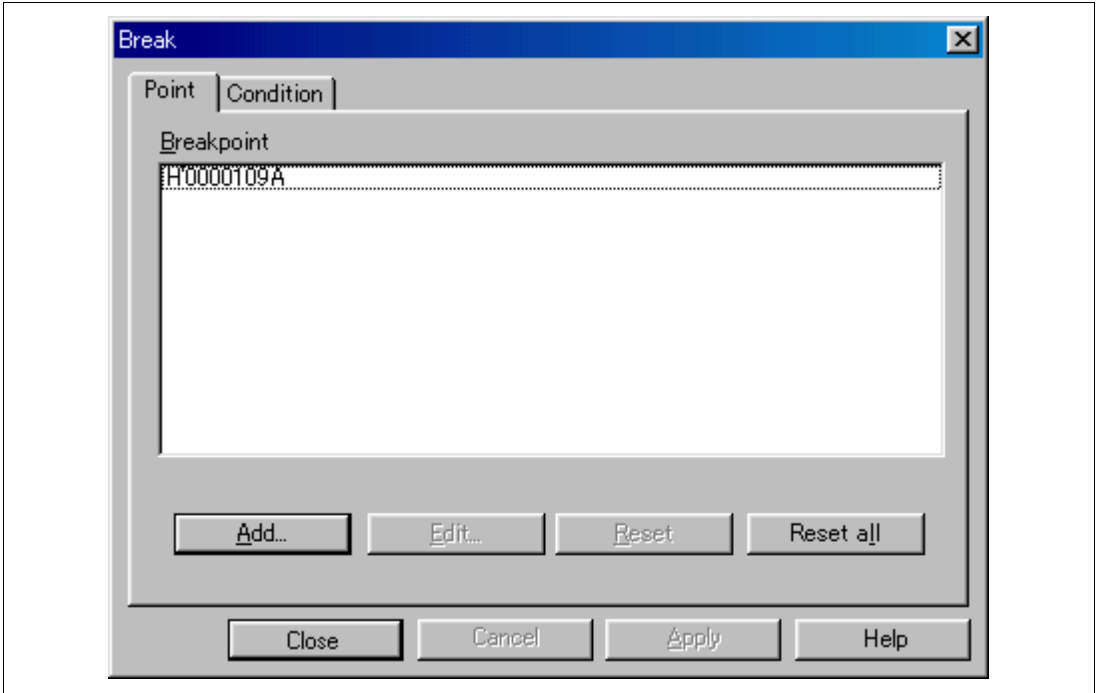 Break
Point Condition
Breakpoint
H'0000109A
Add... Edit... Reset Reset all
Close Cancel Apply Help